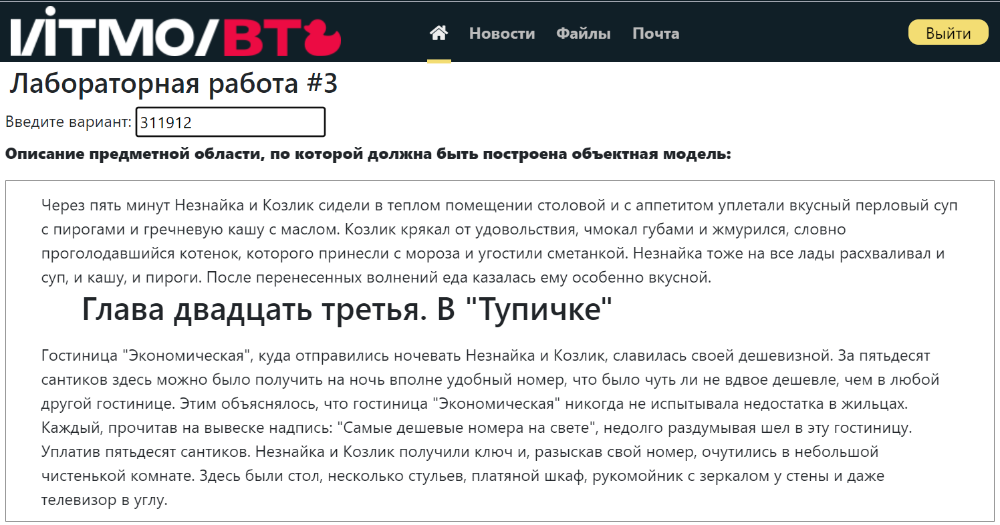 ИТМО/ВТ
Новости Файлы Почта
Выйти
Лабораторная работа #3
Введите вариант: 311912
Описание предметной области, по которой должна быть построена объектная модель:
Через пять минут Незнайка и Козлик сидели в теплом помещении столовой и с аппетитом уплетали вкусный перловый суп
с пирогами и гречневую кашу с маслом. Козлик крякал от удовольствия, чмокал губами и жмурился, словно
проголодавшийся котенок, которого принесли с мороза и угостили сметанкой. Незнайка тоже на все лады расхваливал и
суп, и кашу, и пироги. После перенесенных волнений еда казалась ему особенно вкусной.
Глава двадцать третья. В "Тупичке"
Гостиница "Экономическая", куда отправились ночевать Незнайка и Козлик, славилась своей дешевизной. За пятьдесят
сантиков здесь можно было получить на ночь вполне удобный номер, что было чуть ли не вдвое дешевле, чем в любой
другой гостинице. Этим объяснялось, что гостиница "Экономическая" никогда не испытывала недостатка в жильцах.
Каждый, прочитав на вывеске надпись: "Самые дешевые номера на свете", недолго раздумывая шел в эту гостиницу.
Уплатив пятьдесят сантиков. Незнайка и Козлик получили ключ и, разыскав свой номер, очутились в небольшой
чистенькой комнате. Здесь были стол, несколько стульев, платяной шкаф, рукомойник с зеркалом у стены и даже
телевизор в углу.